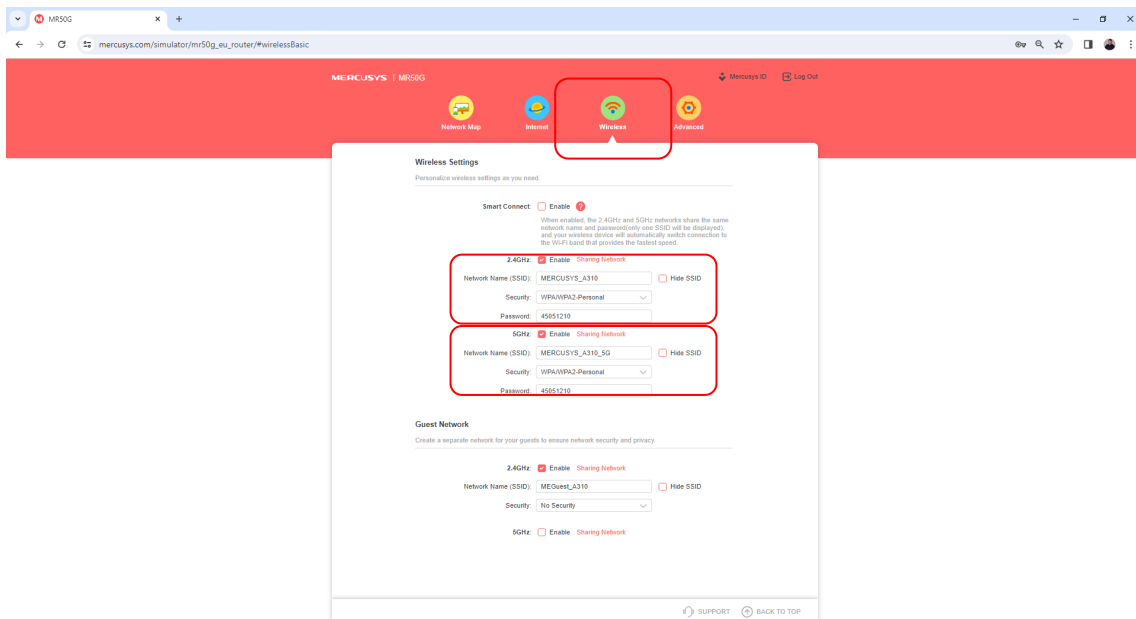 MR50G
mercusys.com/simulator/mr50g_eu_router/#wirelessBasic
MERCUSYS | MR50G
Mercusys ID
Log Out
Network Map
Internet
Wireless
Advanced
Wireless Settings
Personalize wireless settings as you need.
Smart Connect: Enable ?
When enabled, the 2.4GHz and 5GHz networks share the same
network name and password(only one SSID will be displayed),
and your wireless device will automatically switch connection to
the Wi-Fi band that provides the fastest speed.
2.4GHz: Enable Sharing Network
Network Name (SSID): MERCUSYS_A310 Hide SSID
Security: WPA/WPA2-Personal
Password: 45051210
5GHz: Enable Sharing Network
Network Name (SSID): MERCUSYS_A310_5G Hide SSID
Security: WPA/WPA2-Personal
Password: 45051210
Guest Network
Create a separate network for your guests to ensure network security and privacy.
2.4GHz: Enable Sharing Network
Network Name (SSID): MEGuest_A310 Hide SSID
Security: No Security
5GHz: Enable Sharing Network
SUPPORT
BACK TO TOP